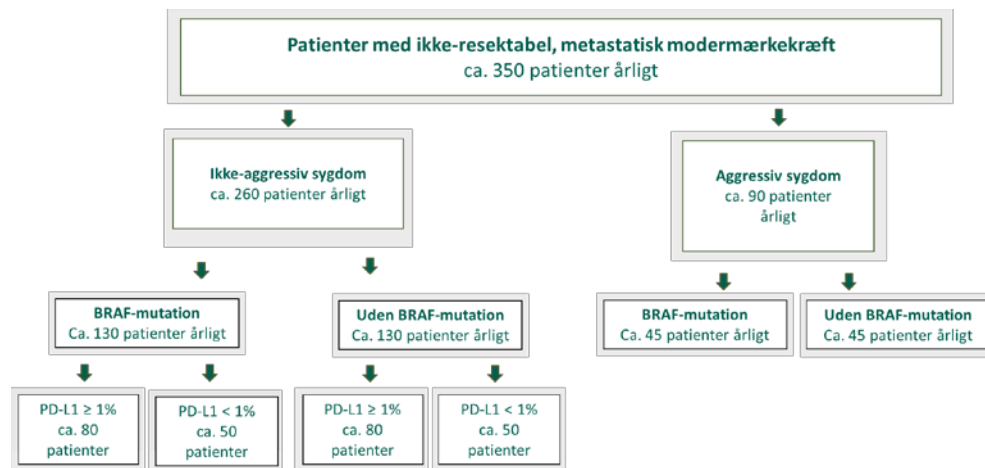 Patienter med ikke-resektabel, metastatisk modermærkekræft
ca. 350 patienter årligt
Ikke-aggressiv sygdom
ca. 260 patienter årligt
Aggressiv sygdom
ca. 90 patienter
årligt
BRAF-mutation
Ca. 130 patienter årligt
Uden BRAF-mutation
Ca. 130 patienter årligt
BRAF-mutation
Ca. 45 patienter årligt
Uden BRAF-mutation
Ca. 45 patienter årligt
PD-L1 ≥ 1%
ca. 80
patienter
PD-L1 < 1%
ca. 50
patienter
PD-L1 ≥ 1%
ca. 80
patienter
PD-L1 < 1%
ca. 50
patienter